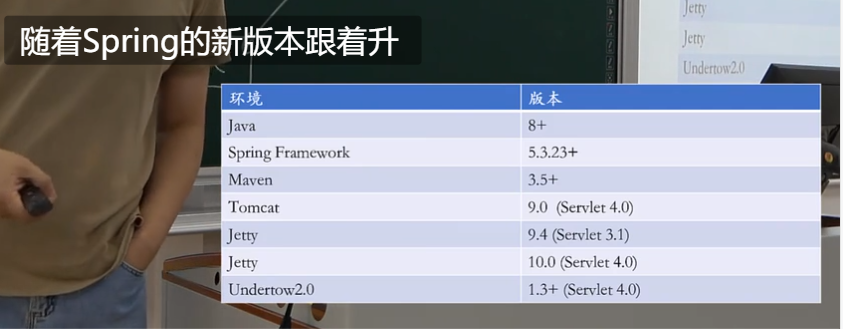 随着Spring的新版本跟着升
Jetty
Jetty
Undertow2.0
环境 版本
Java 8+
Spring Framework 5.3.23+
Maven 3.5+
Tomcat 9.0 (Servlet 4.0)
Jetty 9.4 (Servlet 3.1)
Jetty 10.0 (Servlet 4.0)
Undertow2.0 1.3+ (Servlet 4.0)